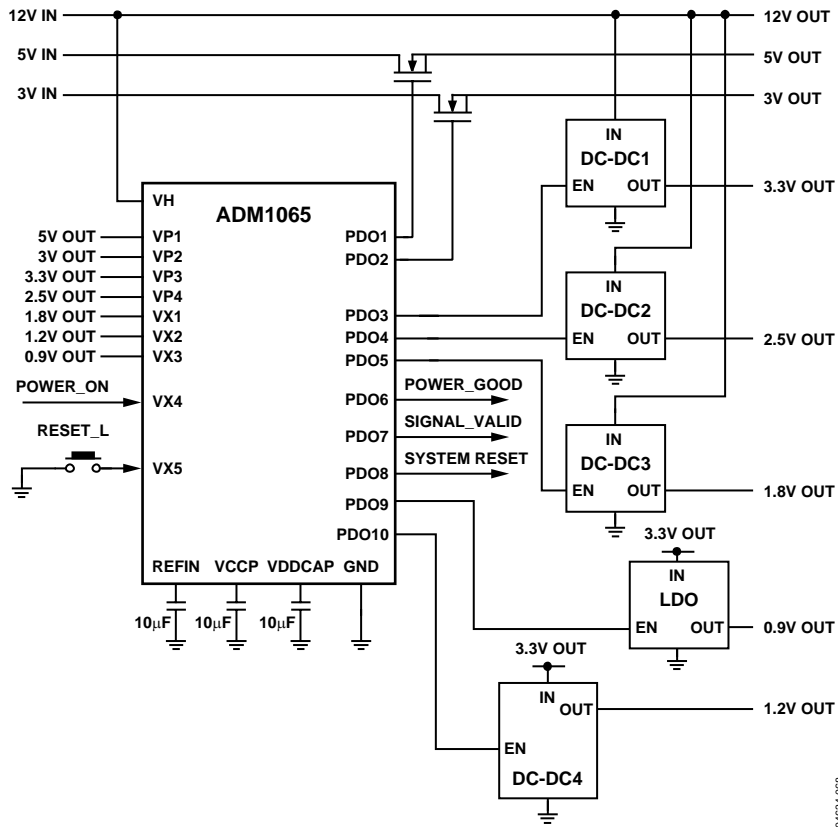 12V IN
12V OUT
5V IN
5V OUT
3V IN
3V OUT
IN
DC-DC1
EN OUT
3.3V OUT
VH
ADM1065
5V OUT
VP1
PDO1
3V OUT
VP2
PDO2
3.3V OUT
VP3
2.5V OUT
VP4
1.8V OUT
VX1
PDO3
1.2V OUT
VX2
PDO4
0.9V OUT
VX3
PDO5
IN
DC-DC2
EN OUT
2.5V OUT
POWER_ON
VX4
PDO6
POWER_GOOD
PDO7
SIGNAL_VALID
RESET_L
VX5
PDO8
SYSTEM RESET
IN
DC-DC3
EN OUT
1.8V OUT
PDO9
PDO10
REFIN VCCP VDDCAP GND
10μF 10μF 10μF
3.3V OUT
IN
LDO
EN OUT
0.9V OUT
3.3V OUT
IN
OUT
1.2V OUT
EN
DC-DC4